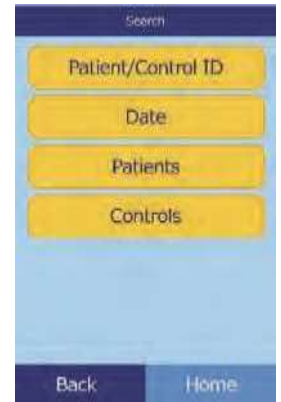 Search
Patient/Control ID
Date
Patients
Controls
Back
Home